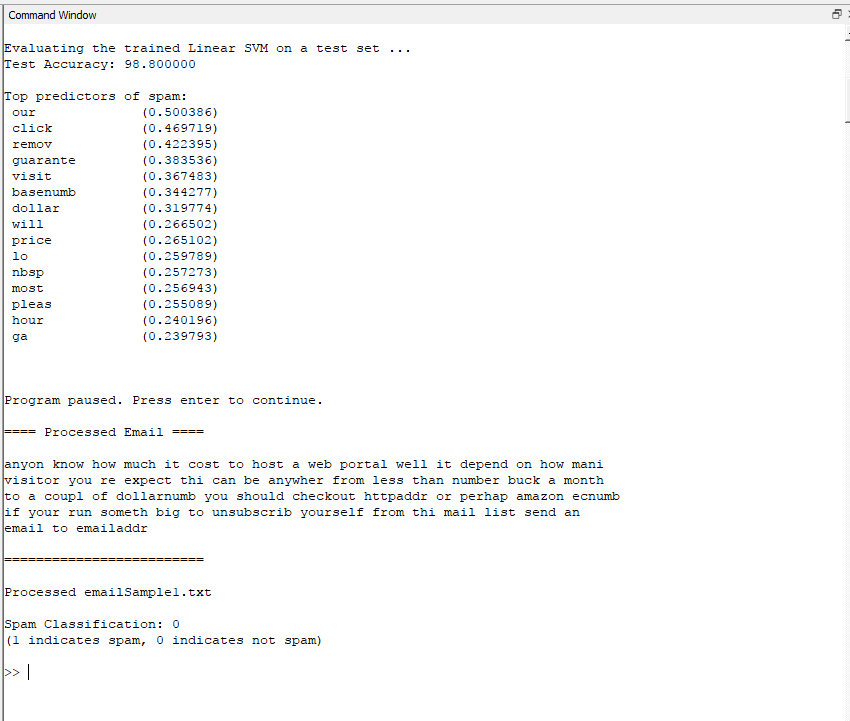 Command Window
Evaluating the trained Linear SVM on a test set ...
Test Accuracy: 98.800000
Top predictors of spam:
our (0.500386)
click (0.469719)
remov (0.422395)
guarante (0.383536)
visit (0.367483)
basenumb (0.344277)
dollar (0.319774)
will (0.266502)
price (0.265102)
lo (0.259789)
nbsp (0.257273)
most (0.256943)
pleas (0.255089)
hour (0.240196)
ga (0.239793)
Program paused. Press enter to continue.
==== Processed Email ====
anyon know how much it cost to host a web portal well it depend on how mani
visitor you re expect thi can be anywher from less than number buck a month
to a coupl of dollarnumb you should checkout httpaddr or perhap amazon ecnumb
if your run someth big to unsubscrib yourself from thi mail list send an
email to emailaddr
=========================
Processed emailSample1.txt
Spam Classification: 0
(1 indicates spam, 0 indicates not spam)
>>